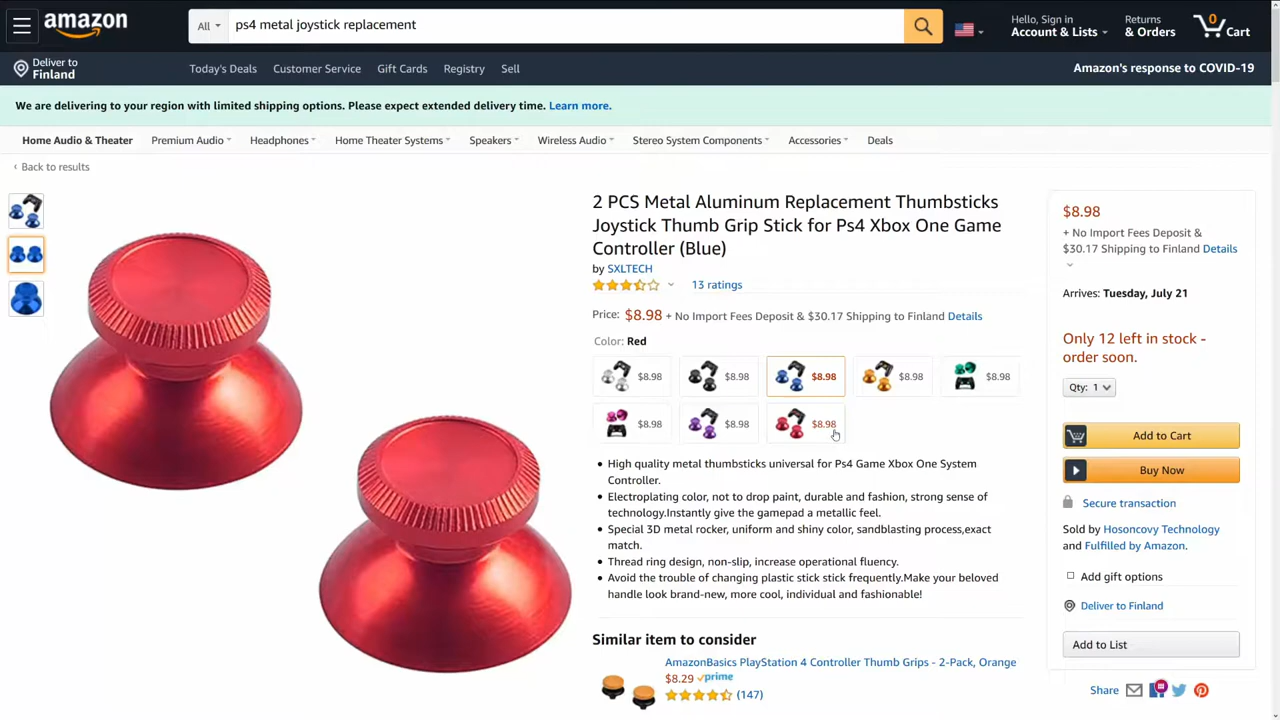 amazon
All
ps4 metal joystick replacement
Hello, Sign in
Account & Lists
Returns
& Orders
0
Cart
Deliver to
Finland
Today's Deals
Customer Service
Gift Cards
Registry
Sell
Amazon's response to COVID-19
We are delivering to your region with limited shipping options. Please expect extended delivery time. Learn more.
Home Audio & Theater
Premium Audio
Headphones
Home Theater Systems
Speakers
Wireless Audio
Stereo System Components
Accessories
Deals
‹ Back to results
2 PCS Metal Aluminum Replacement Thumbsticks
Joystick Thumb Grip Stick for Ps4 Xbox One Game
Controller (Blue)
by SXLTECH
13 ratings
Price: $8.98 + No Import Fees Deposit & $30.17 Shipping to Finland Details
Color: Red
$8.98
$8.98
$8.98
$8.98
$8.98
$8.98
$8.98
$8.98
• High quality metal thumbsticks universal for Ps4 Game Xbox One System
Controller.
• Electroplating color, not to drop paint, durable and fashion, strong sense of
technology.Instantly give the gamepad a metallic feel.
• Special 3D metal rocker, uniform and shiny color, sandblasting process,exact
match.
• Thread ring design, non-slip, increase operational fluency.
• Avoid the trouble of changing plastic stick stick frequently.Make your beloved
handle look brand-new, more cool, individual and fashionable!
Similar item to consider
AmazonBasics PlayStation 4 Controller Thumb Grips - 2-Pack, Orange
$8.29 prime
(147)
$8.98
+ No Import Fees Deposit &
$30.17 Shipping to Finland Details
Arrives: Tuesday, July 21
Only 12 left in stock -
order soon.
Qty: 1
Add to Cart
Buy Now
Secure transaction
Sold by Hosoncovy Technology
and Fulfilled by Amazon.
Add gift options
Deliver to Finland
Add to List
Share